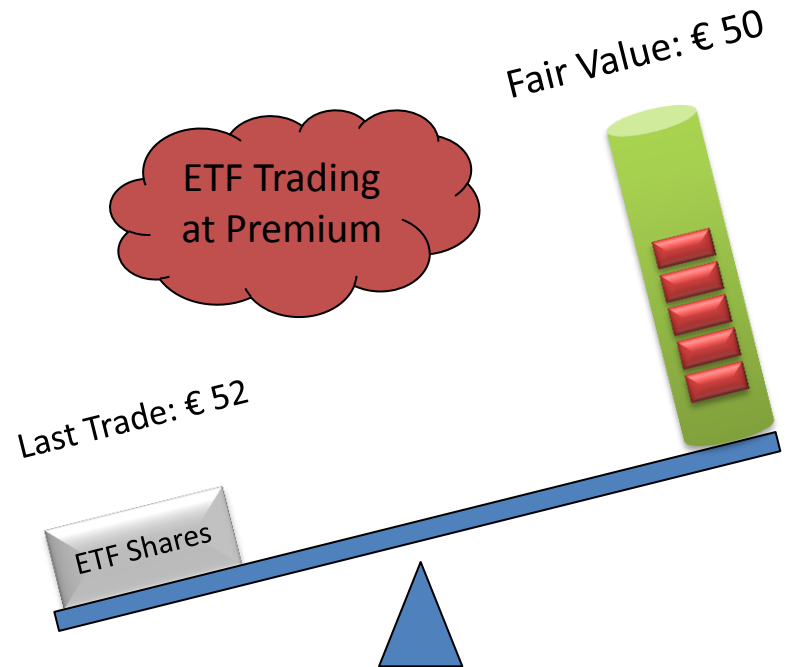 Fair Value: € 50
ETF Trading
at Premium
Last Trade: € 52
ETF Shares